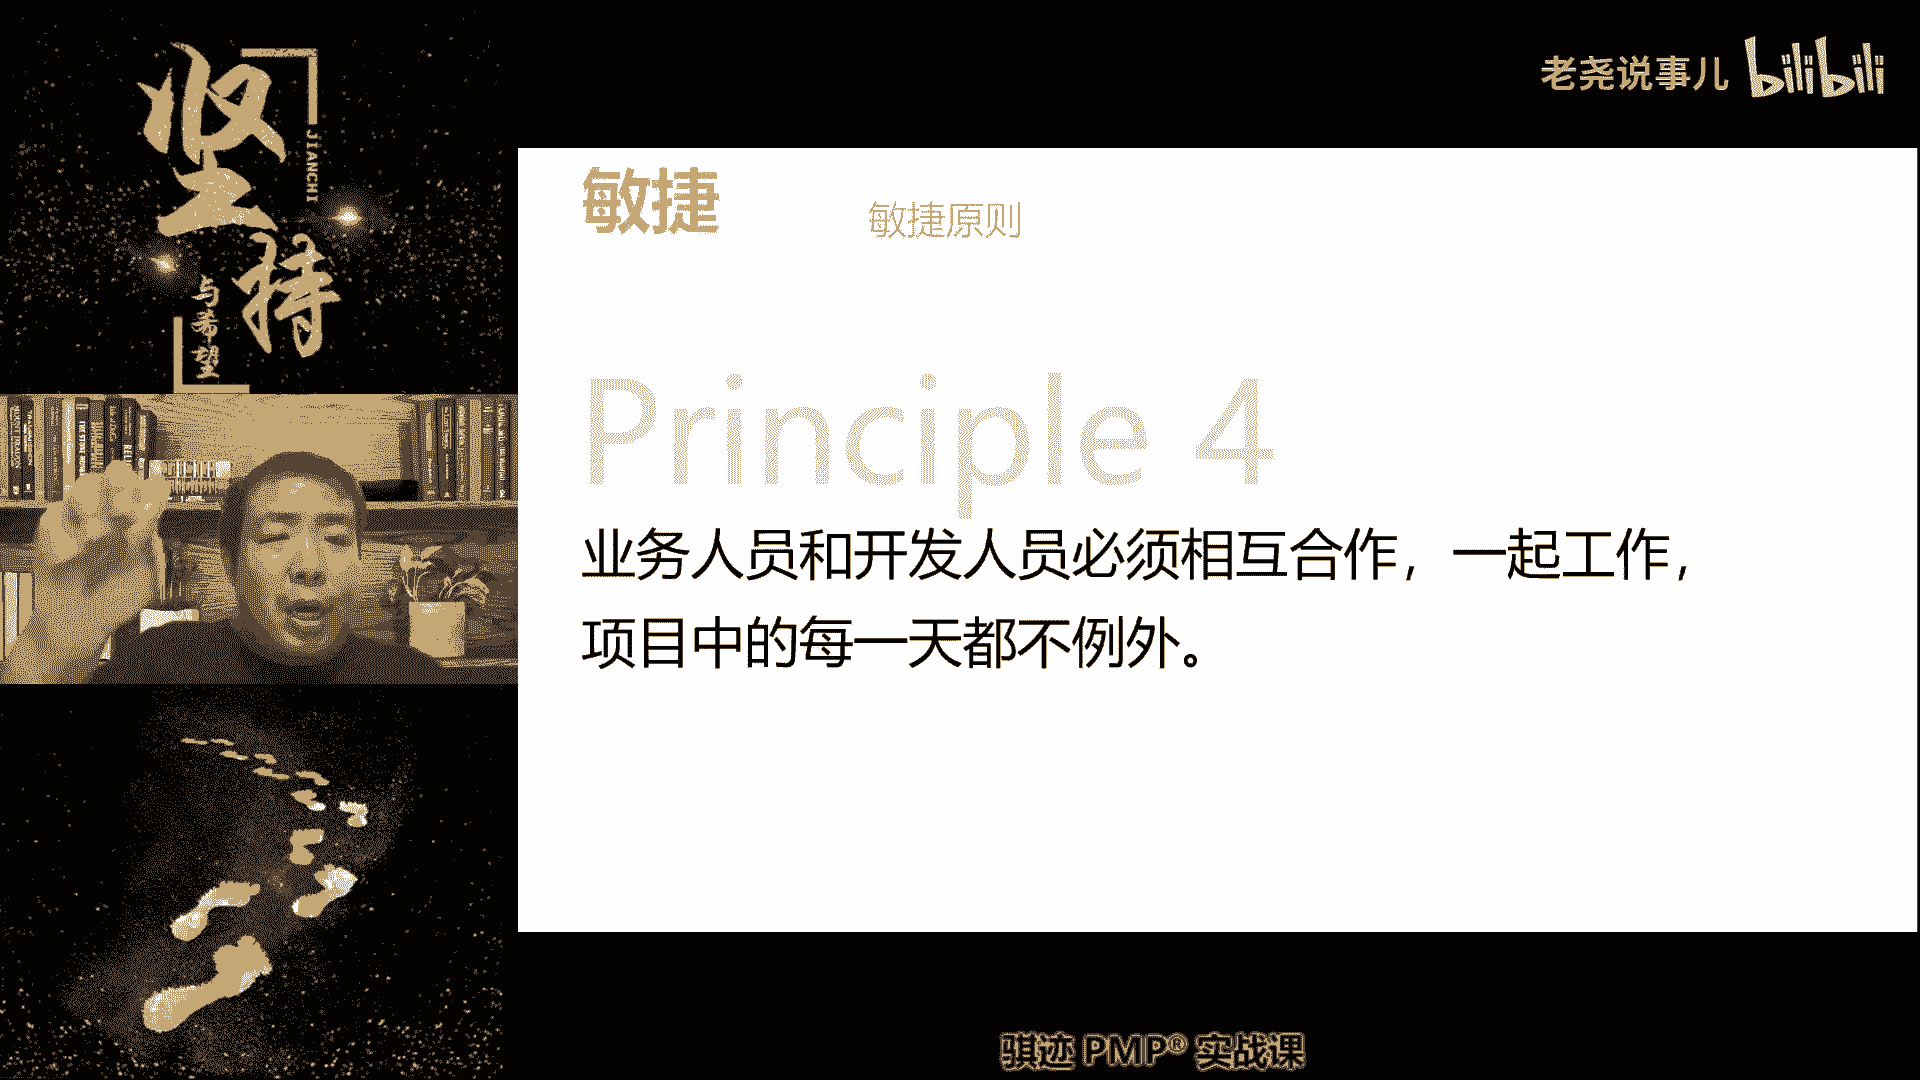 坚持
JIANCHI
与希望
老尧说事儿 bilibili
敏捷 敏捷原则
Principle 4
业务人员和开发人员必须相互合作，一起工作，
项目中的每一天都不例外。
骐迹 PMP® 实战课